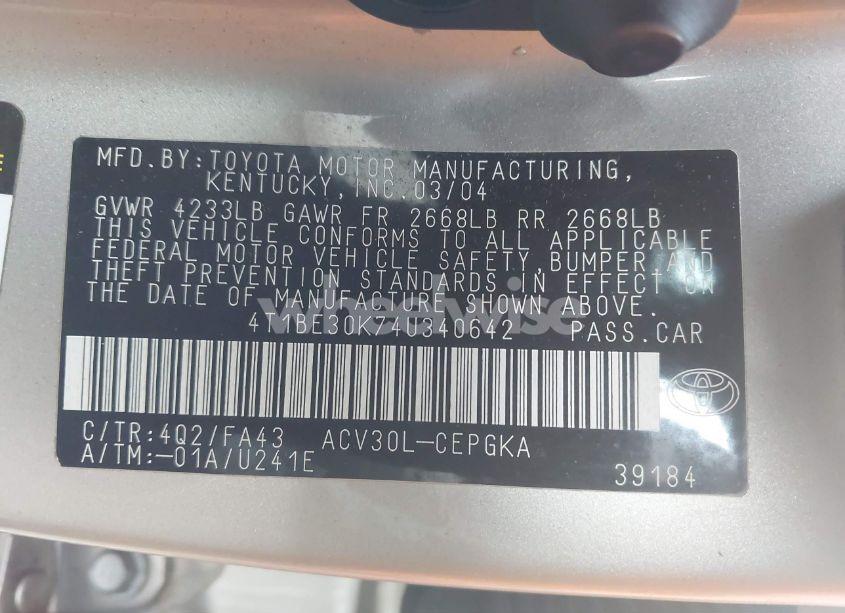 MFD.BY:TOYOTA MOTOR MANUFACTURING,
KENTUCKY,INC.03/04
GVWR 4233LB GAWR FR 2668LB RR 2668LB
THIS VEHICLE CONFORMS TO ALL APPLICABLE
FEDERAL MOTOR VEHICLE SAFETY,BUMPER,AND
THEFT PREVENTION STANDARDS IN EFFECT ON
THE DATE OF MANUFACTURE SHOWN ABOVE.
wheelwise
4T1BE30K74U340642 PASS.CAR
C/TR:4Q2/FA43 ACV30L-CEPGKA
A/TM:-01A/U241E
39184